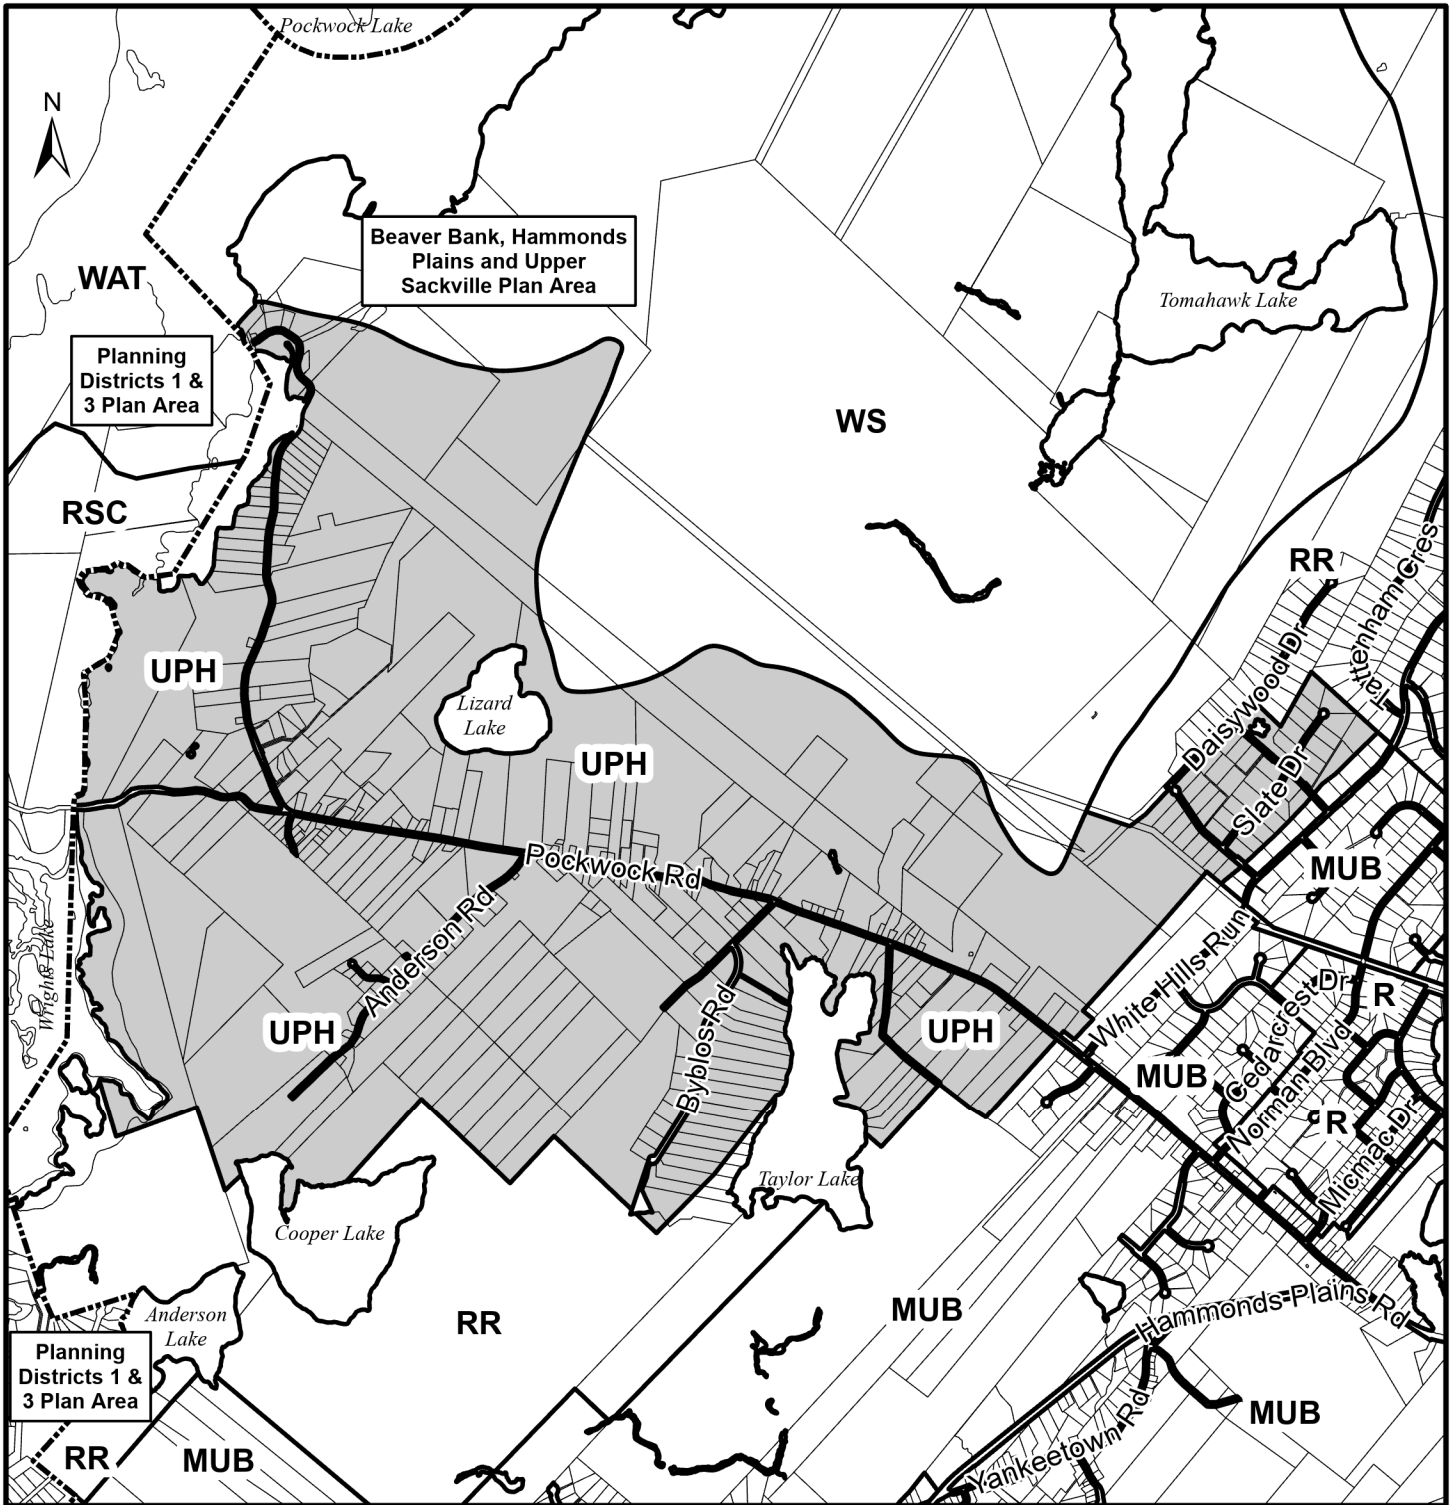 Pockwock Lake
N
Beaver Bank, Hammonds
Plains and Upper
Sackville Plan Area
WAT
Tomahawk Lake
Planning
Districts 1 &
3 Plan Area
WS
RSC
RR
Tattenham Cres
Daisywood Dr
UPH
Lizard
Lake
UPH
Slate Dr
Pockwock Rd
MUB
Anderson Rd
Wrights Lake
White Hills Run
Cedarcrest Dr
R
UPH
Byblos Rd
UPH
MUB
Norman Blvd
R
Micmac Dr
Taylor Lake
Cooper Lake
Anderson
Lake
RR
MUB
Hammonds Plains Rd
Planning
Districts 1 &
3 Plan Area
Yankeetown Rd
MUB
RR
MUB